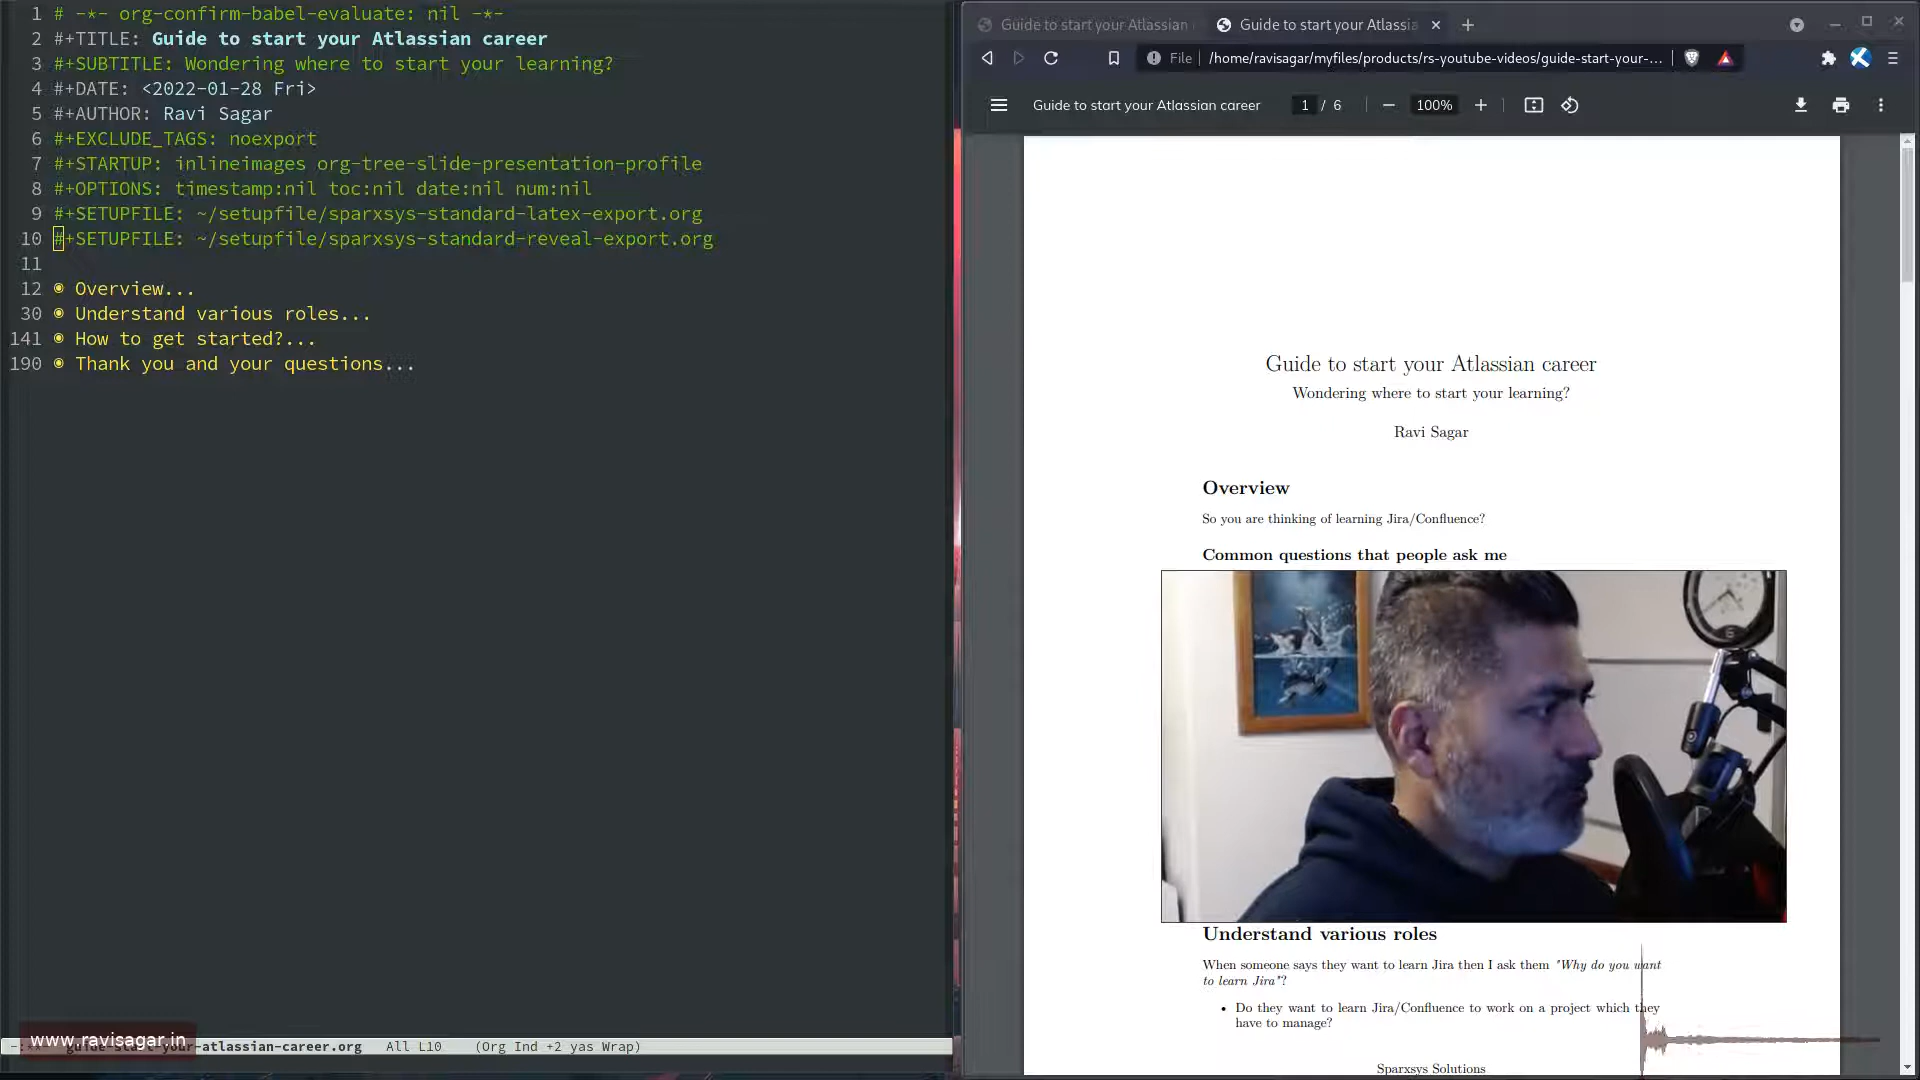 1 # -*- org-confirm-babel-evaluate: nil -*-
2 #+TITLE: Guide to start your Atlassian career
3 #+SUBTITLE: Wondering where to start your learning?
4 #+DATE: <2022-01-28 Fri>
5 #+AUTHOR: Ravi Sagar
6 #+EXCLUDE_TAGS: noexport
7 #+STARTUP: inlineimages org-tree-slide-presentation-profile
8 #+OPTIONS: timestamp:nil toc:nil date:nil num:nil
9 #+SETUPFILE: ~/setupfile/sparxsys-standard-latex-export.org
10 #+SETUPFILE: ~/setupfile/sparxsys-standard-reveal-export.org
11
12 Overview...
30 Understand various roles...
141 How to get started?...
190 Thank you and your questions...
www.ravisagar.in
guide-start-your-atlassian-career.org All L10 (Org Ind +2 yas Wrap)
Guide to start your Atlassian
Guide to start your Atlassia
File /home/ravisagar/myfiles/products/rs-youtube-videos/guide-start-your-...
Guide to start your Atlassian career 1 / 6 100%
Guide to start your Atlassian career
Wondering where to start your learning?
Ravi Sagar
Overview
So you are thinking of learning Jira/Confluence?
Common questions that people ask me
Understand various roles
When someone says they want to learn Jira then I ask them "Why do you want
to learn Jira"?
• Do they want to learn Jira/Confluence to work on a project which they
have to manage?
Sparxsys Solutions